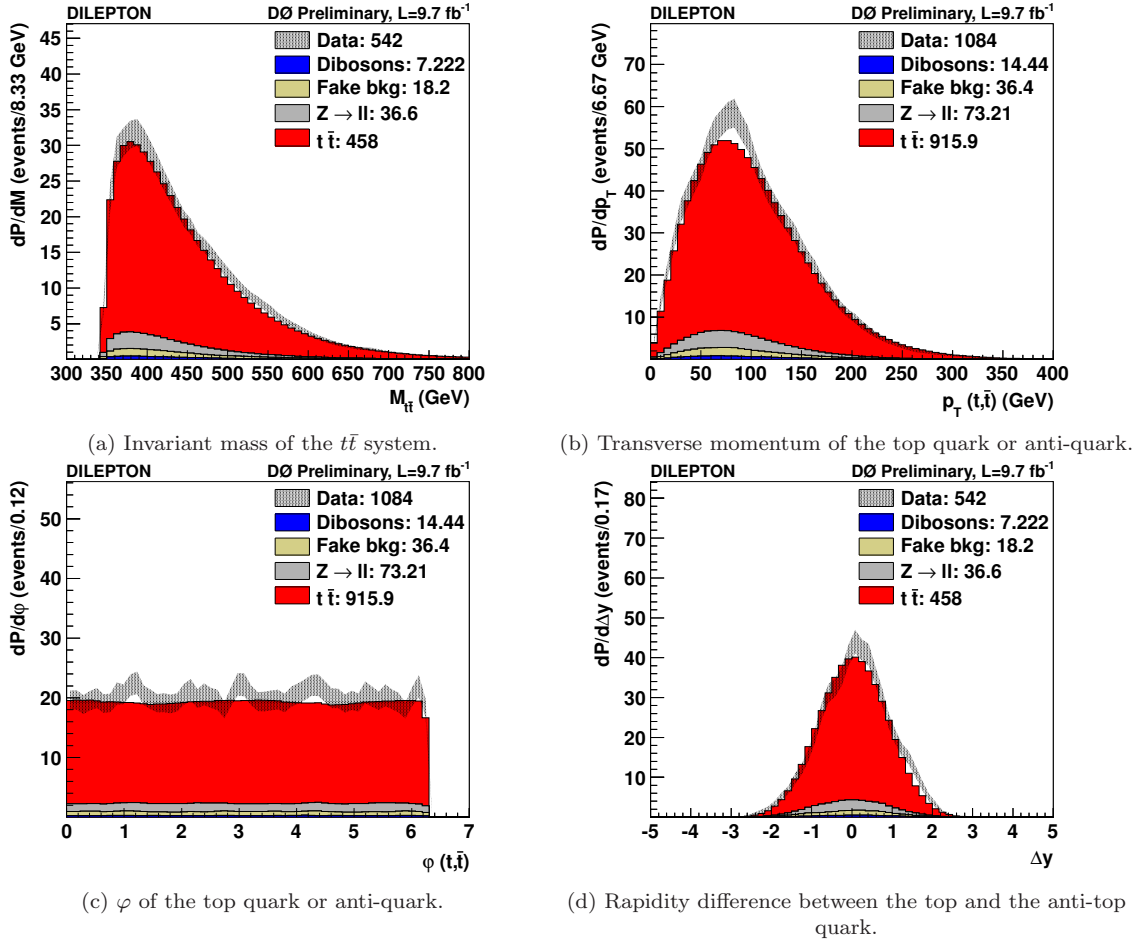 DILEPTON DØ Preliminary, L=9.7 fb⁻¹
Data: 542
Dibosons: 7.222
Fake bkg: 18.2
Z → ll: 36.6
t t̄: 458
dP/dM (events/8.33 GeV)
45
40
35
30
25
20
15
10
5
300 350 400 450 500 550 600 650 700 750 800
M_{tt̄} (GeV)
(a) Invariant mass of the tt̄ system.
DILEPTON DØ Preliminary, L=9.7 fb⁻¹
Data: 1084
Dibosons: 14.44
Fake bkg: 36.4
Z → ll: 73.21
t t̄: 915.9
dP/dp_T (events/6.67 GeV)
70
60
50
40
30
20
10
0 50 100 150 200 250 300 350 400
p_T (t,t̄) (GeV)
(b) Transverse momentum of the top quark or anti-quark.
DILEPTON DØ Preliminary, L=9.7 fb⁻¹
Data: 1084
Dibosons: 14.44
Fake bkg: 36.4
Z → ll: 73.21
t t̄: 915.9
dP/dφ (events/0.12)
50
40
30
20
10
0 1 2 3 4 5 6 7
φ (t,t̄)
(c) φ of the top quark or anti-quark.
DILEPTON DØ Preliminary, L=9.7 fb⁻¹
Data: 542
Dibosons: 7.222
Fake bkg: 18.2
Z → ll: 36.6
t t̄: 458
dP/dΔy (events/0.17)
80
70
60
50
40
30
20
10
-5 -4 -3 -2 -1 0 1 2 3 4 5
Δy
(d) Rapidity difference between the top and the anti-top
quark.